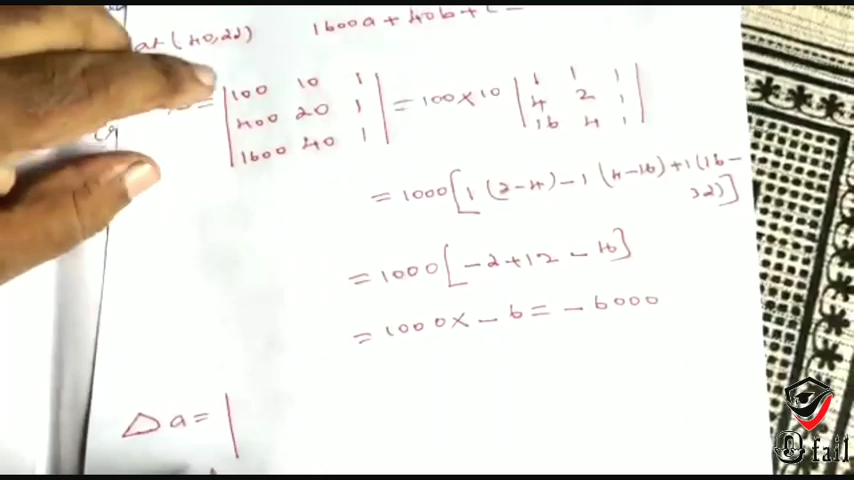 at (40,22) 1600a + 40b + c =
= | 100 10 1 | = 100 × 10 | 1 1 1 |
| 400 20 1 | | 4 2 1 |
| 1600 40 1 | | 16 4 1 |
= 1000 [ 1 (2-4) - 1 (4-16) + 1 (16-
32) ]
= 1000 [ -2 + 12 - 16 ]
= 1000 × - 6 = - 6000
Δa = |
fail